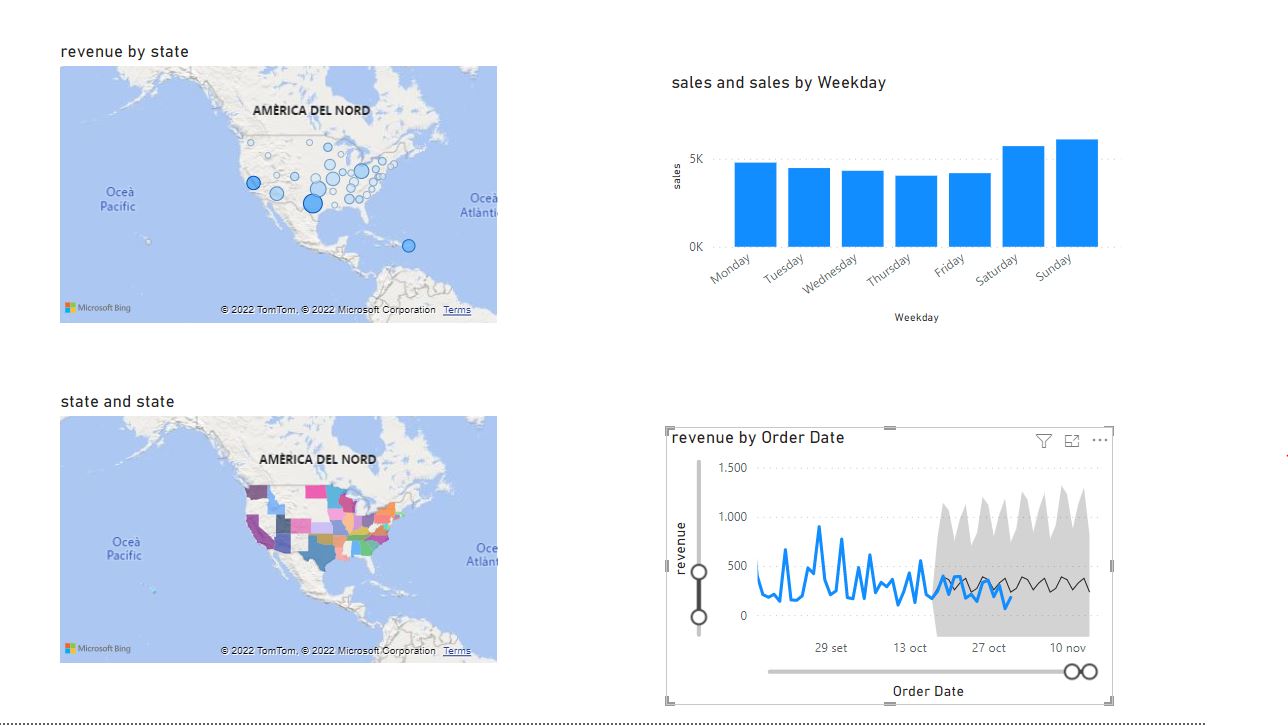 revenue by state
AMÈRICA DEL NORD
Oceà
Pacífic
Oceà
Atlànti
Microsoft Bing
© 2022 TomTom, © 2022 Microsoft Corporation Terms
sales and sales by Weekday
sales
5K
0K
Monday
Tuesday
Wednesday
Thursday
Friday
Saturday
Sunday
Weekday
state and state
AMÈRICA DEL NORD
Oceà
Pacífic
Oce
Atlànt
Microsoft Bing
© 2022 TomTom, © 2022 Microsoft Corporation Terms
revenue by Order Date
revenue
1.500
1.000
500
0
29 set 13 oct 27 oct 10 nov
Order Date